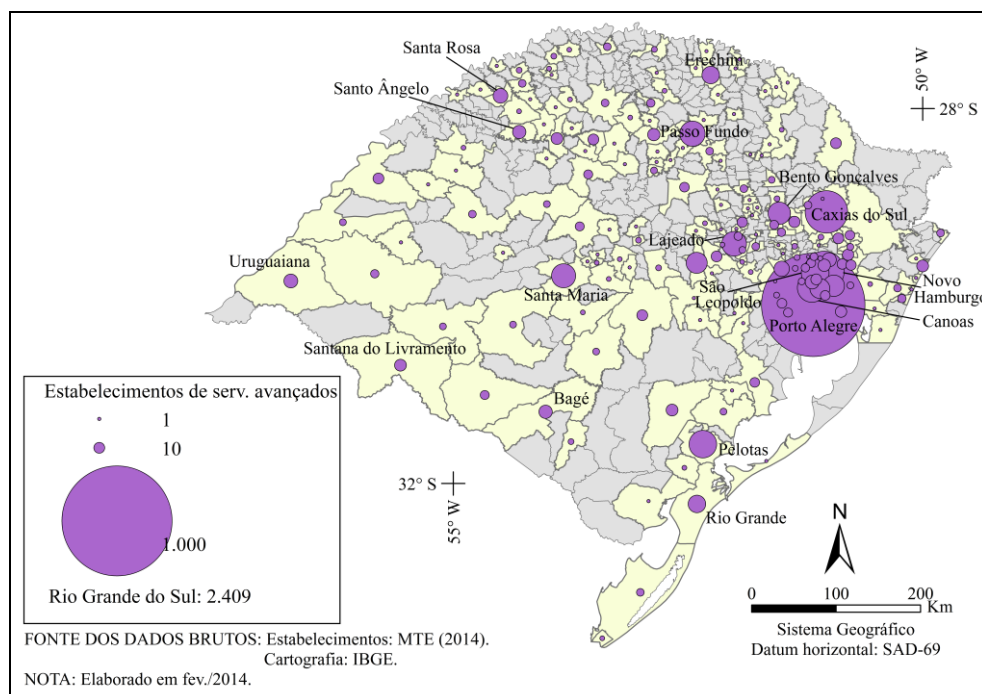 Santa Rosa
Erechim
50° W
28° S
Santo Ângelo
Passo Fundo
Bento Gonçalves
Caxias do Sul
Lajeado
Uruguaiana
Santa Maria
São
Leopoldo
Novo
Hamburgo
Porto Alegre
Canoas
Santana do Livramento
Bagé
Pelotas
32° S
55° W
Rio Grande
Estabelecimentos de serv. avançados
1
10
1.000
Rio Grande do Sul: 2.409
N
0 100 200
Km
Sistema Geográfico
Datum horizontal: SAD-69
FONTE DOS DADOS BRUTOS: Estabelecimentos: MTE (2014).
Cartografia: IBGE.
NOTA: Elaborado em fev./2014.